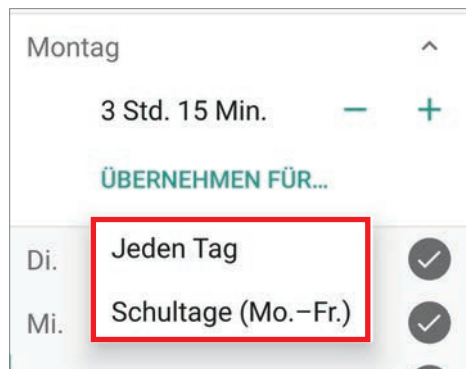 Montag
3 Std. 15 Min.
ÜBERNEHMEN FÜR...
Di.
Jeden Tag
Mi.
Schultage (Mo.–Fr.)